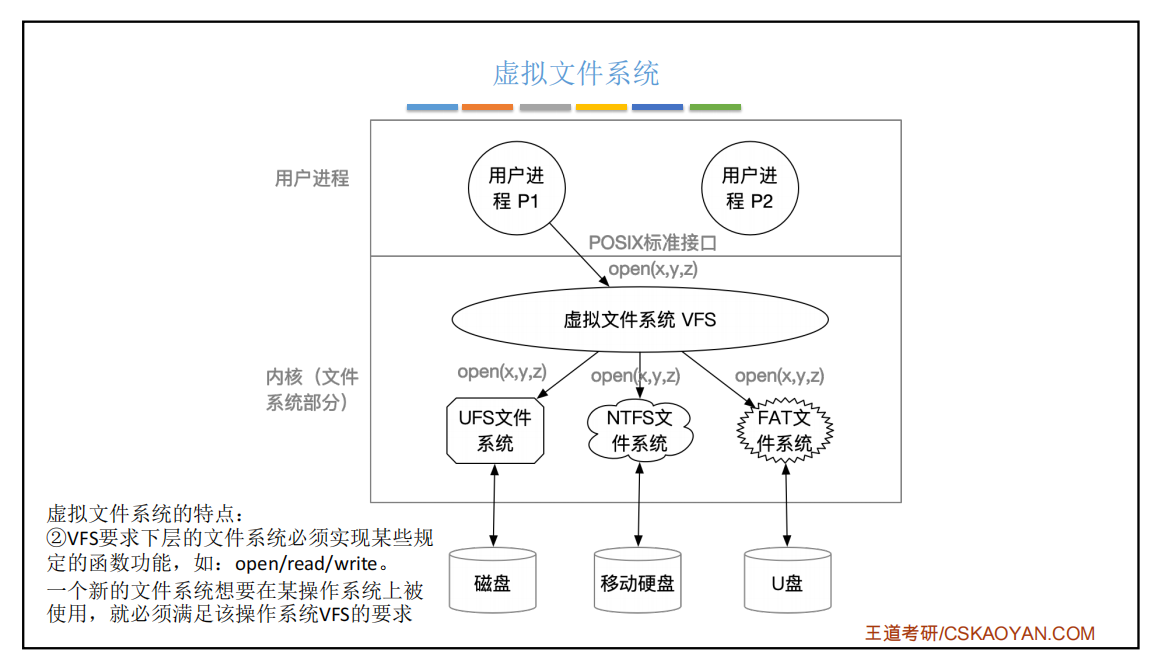 虚拟文件系统
用户进程
用户进
程 P1
用户进
程 P2
POSIX标准接口
open(x,y,z)
虚拟文件系统 VFS
内核（文件
系统部分）
open(x,y,z)
open(x,y,z)
open(x,y,z)
UFS文件
系统
NTFS文
件系统
FAT文
件系统
虚拟文件系统的特点：
②VFS要求下层的文件系统必须实现某些规
定的函数功能，如：open/read/write。
一个新的文件系统想要在某操作系统上被
使用，就必须满足该操作系统VFS的要求
磁盘
移动硬盘
U盘
王道考研/CSKAOYAN.COM